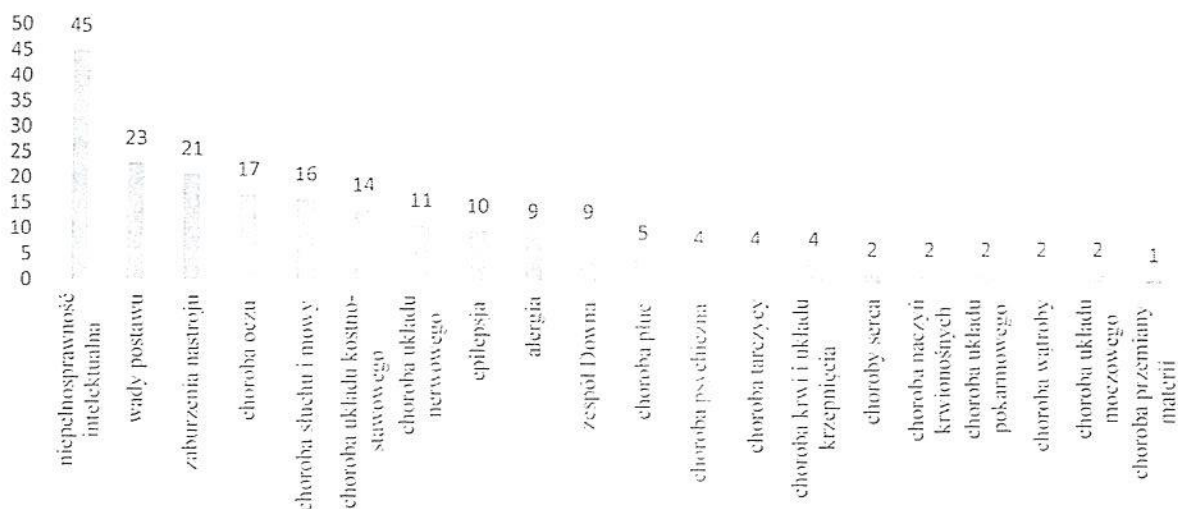 50
45
40
35
30
25
20
15
10
5
0
45
23
21
17
16
14
11
10
9
9
5
4
4
4
2
2
2
2
2
1
niepełnosprawność
intelektualna
wady postawu
zaburzenia nastroju
choroba oczu
choroba słuchu i mowy
choroba układu kostno-
stawowego
choroba układu
nerwowego
epilepsja
alergia
zespół Downa
choroba płuc
choroba psychiczna
choroba tarczycy
choroba krwi i układu
krzepnięcia
choroby serca
choroba naczyń
krwionośnych
choroba układu
pokarmowego
choroba wątroby
choroba układu
moczowego
choroba przemiany
materii